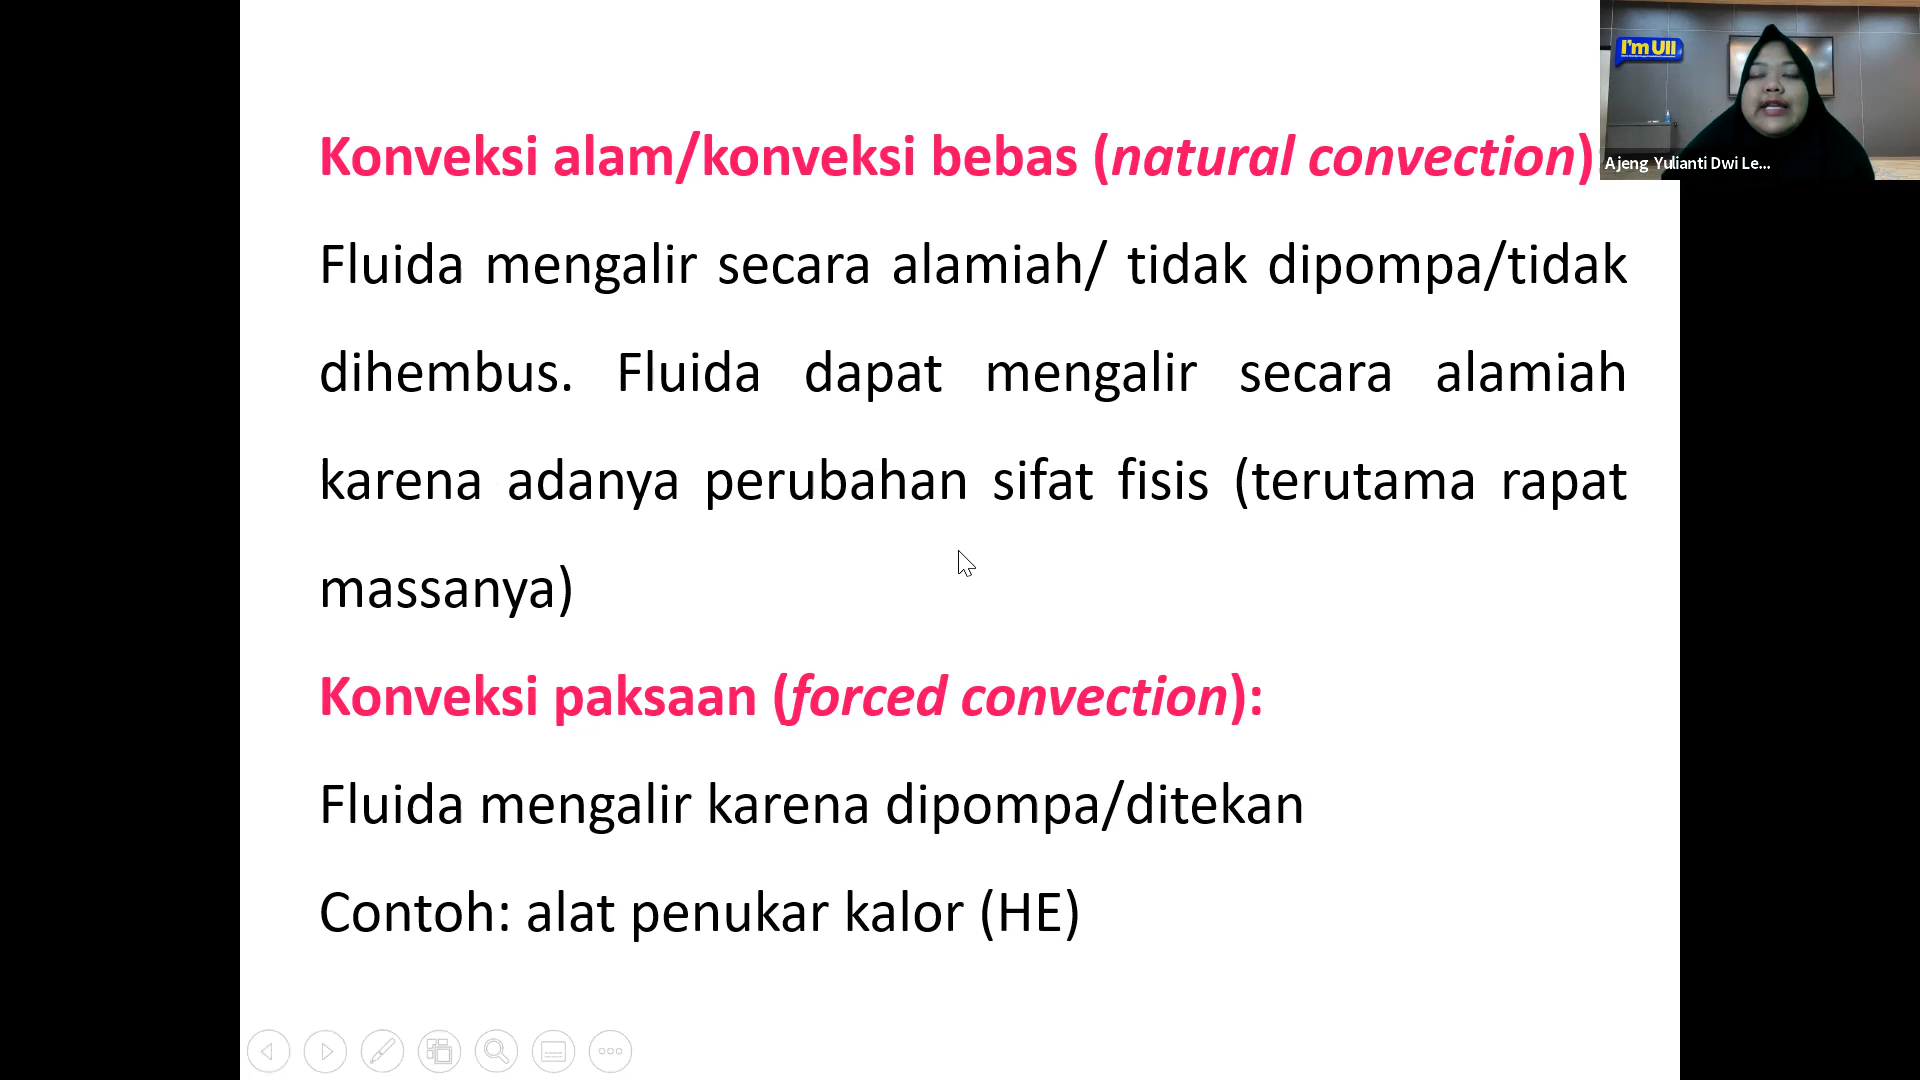 Konveksi alam/konveksi bebas (natural convection)
Fluida mengalir secara alamiah/ tidak dipompa/tidak
dihembus. Fluida dapat mengalir secara alamiah
karena adanya perubahan sifat fisis (terutama rapat
massanya)
Konveksi paksaan (forced convection):
Fluida mengalir karena dipompa/ditekan
Contoh: alat penukar kalor (HE)
I'm UII
Ajeng Yulianti Dwi Le...